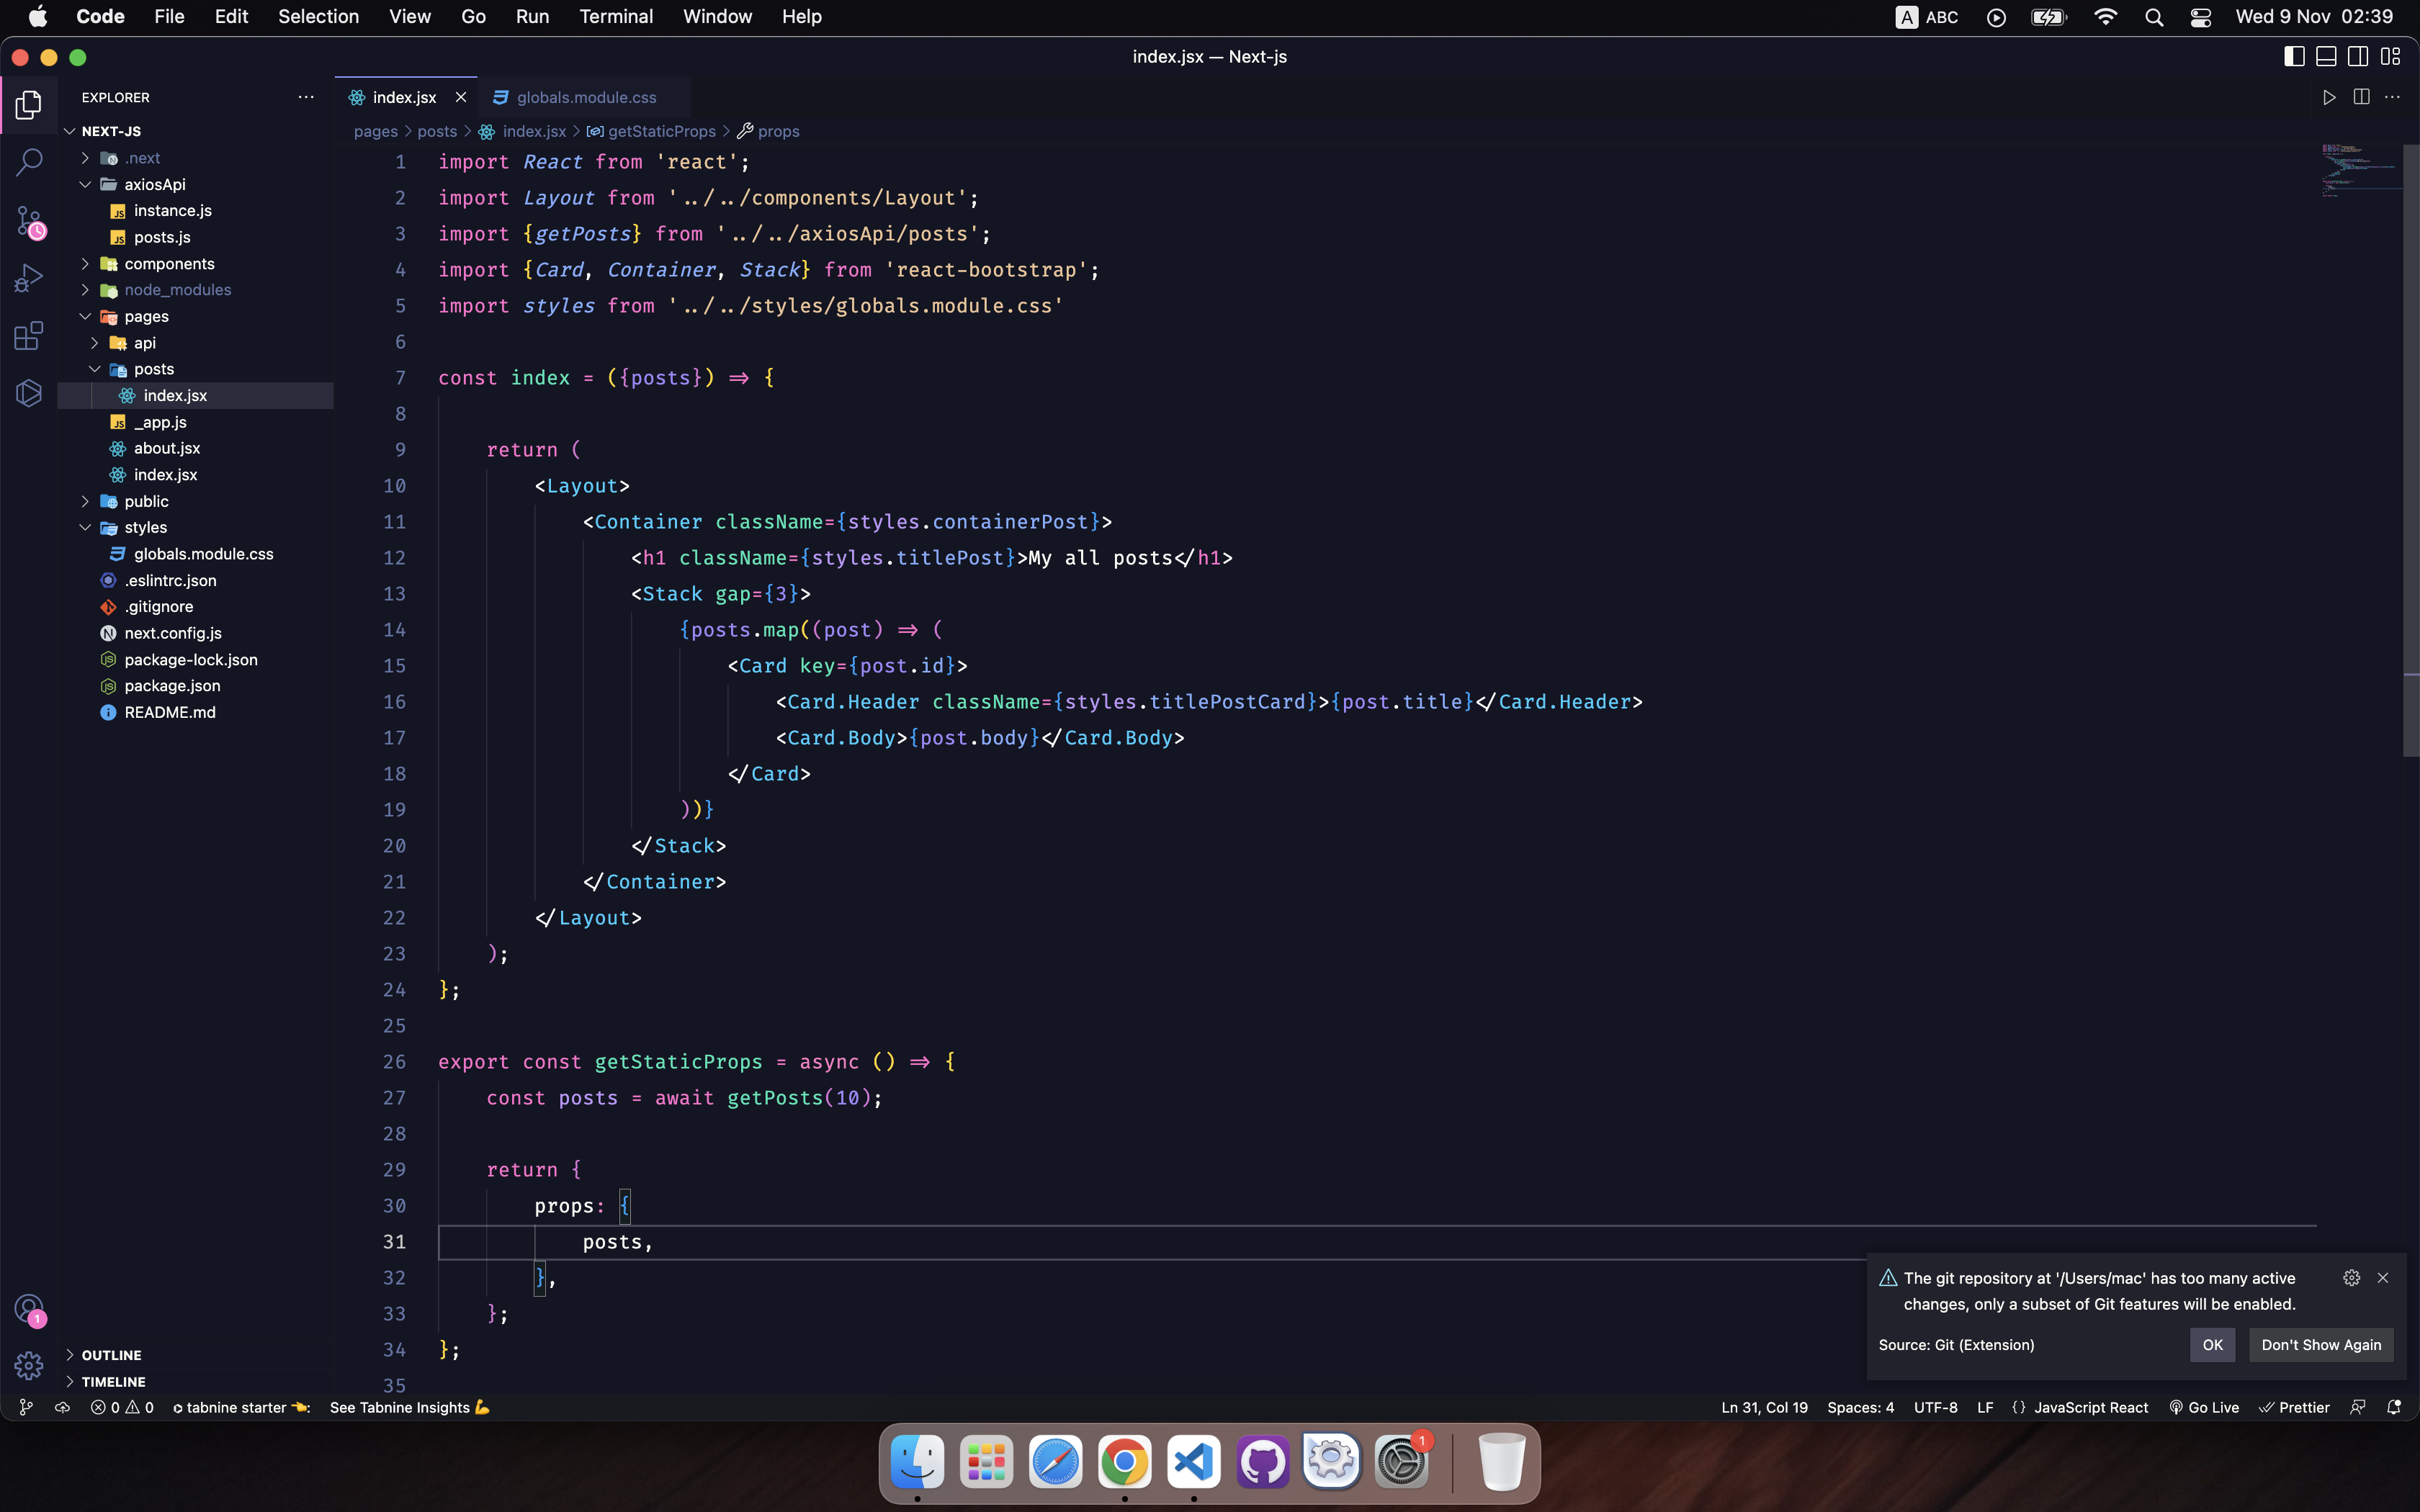 Code File Edit Selection View Go Run Terminal Window Help A ABC Wed 9 Nov 02:39
index.jsx — Next-js
EXPLORER ···
NEXT-JS
.next
axiosApi
JS instance.js
JS posts.js
components
node_modules
pages
api
posts
index.jsx
JS _app.js
about.jsx
index.jsx
public
styles
globals.module.css
.eslintrc.json
.gitignore
N next.config.js
package-lock.json
package.json
README.md
OUTLINE
TIMELINE
index.jsx globals.module.css
pages > posts > index.jsx > getStaticProps > props
1 import React from 'react';
2 import Layout from '../../components/Layout';
3 import {getPosts} from '../../axiosApi/posts';
4 import {Card, Container, Stack} from 'react-bootstrap';
5 import styles from '../../styles/globals.module.css'
6
7 const index = ({posts}) => {
8
9 return (
10 <Layout>
11 <Container className={styles.containerPost}>
12 <h1 className={styles.titlePost}>My all posts</h1>
13 <Stack gap={3}>
14 {posts.map((post) => (
15 <Card key={post.id}>
16 <Card.Header className={styles.titlePostCard}>{post.title}</Card.Header>
17 <Card.Body>{post.body}</Card.Body>
18 </Card>
19 ))}
20 </Stack>
21 </Container>
22 </Layout>
23 );
24 };
25
26 export const getStaticProps = async () => {
27 const posts = await getPosts(10);
28
29 return {
30 props: {
31 posts,
32 },
33 };
34 };
35
The git repository at '/Users/mac' has too many active
changes, only a subset of Git features will be enabled.
Source: Git (Extension) OK Don't Show Again
1
0 0 tabnine starter 👈: See Tabnine Insights 💪 Ln 31, Col 19 Spaces: 4 UTF-8 LF {} JavaScript React Go Live Prettier
1